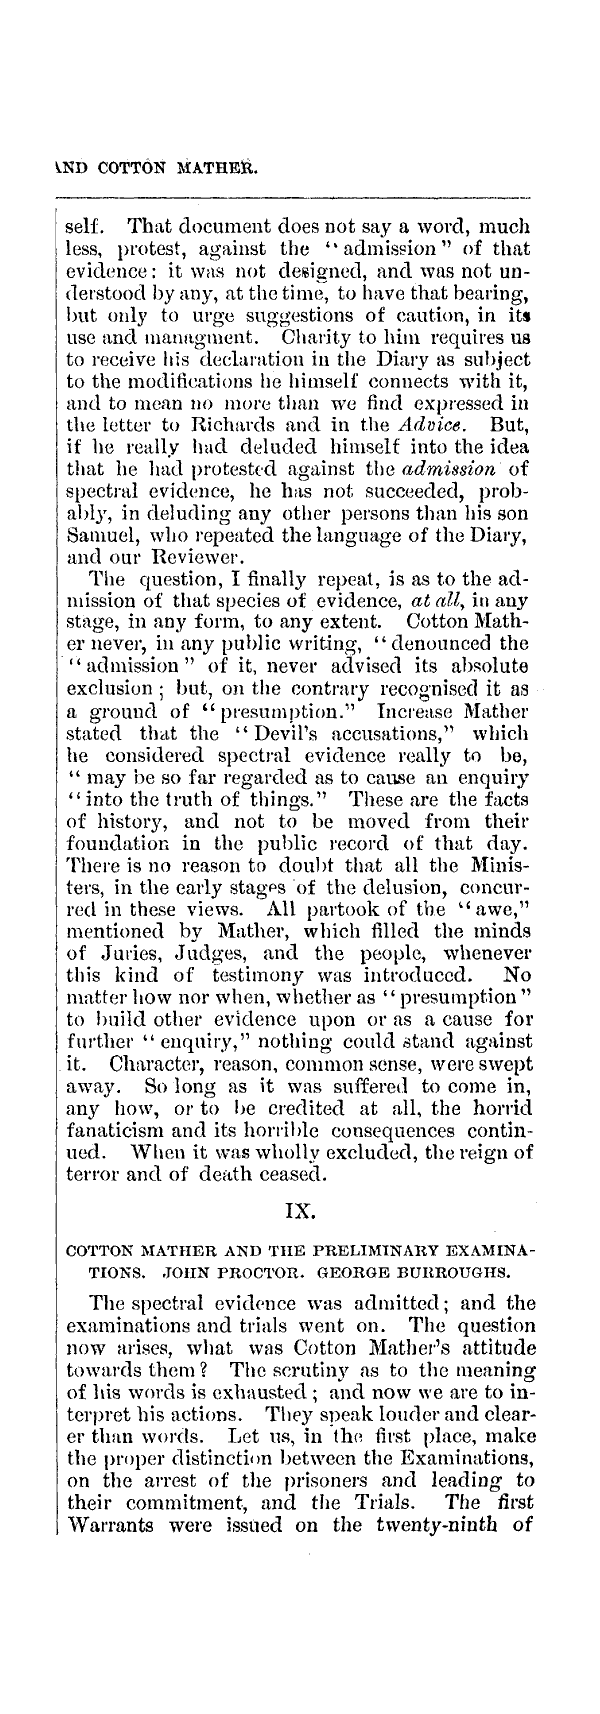 AND COTTON MATHER.
self. That document does not say a word, much
less, protest, against the "admission" of that
evidence: it was not designed, and was not un-
derstood by any, at the time, to have that bearing,
but only to urge suggestions of caution, in its
use and managment. Charity to him requires us
to receive his declaration in the Diary as subject
to the modifications he himself connects with it,
and to mean no more than we find expressed in
the letter to Richards and in the Advice. But,
if he really had deluded himself into the idea
that he had protested against the admission of
spectral evidence, he has not succeeded, prob-
ably, in deluding any other persons than his son
Samuel, who repeated the language of the Diary,
and our Reviewer.
The question, I finally repeat, is as to the ad-
mission of that species of evidence, at all, in any
stage, in any form, to any extent. Cotton Math-
er never, in any public writing, "denounced the
"admission" of it, never advised its absolute
exclusion; but, on the contrary recognised it as
a ground of "presumption." Increase Mather
stated that the "Devil's accusations," which
he considered spectral evidence really to be,
"may be so far regarded as to cause an enquiry
"into the truth of things." These are the facts
of history, and not to be moved from their
foundation in the public record of that day.
There is no reason to doubt that all the Minis-
ters, in the early stages of the delusion, concur-
red in these views. All partook of the "awe,"
mentioned by Mather, which filled the minds
of Juries, Judges, and the people, whenever
this kind of testimony was introduced. No
matter how nor when, whether as "presumption"
to build other evidence upon or as a cause for
further "enquiry," nothing could stand against
it. Character, reason, common sense, were swept
away. So long as it was suffered to come in,
any how, or to be credited at all, the horrid
fanaticism and its horrible consequences contin-
ued. When it was wholly excluded, the reign of
terror and of death ceased.
IX.
COTTON MATHER AND THE PRELIMINARY EXAMINA-
TIONS. JOHN PROCTOR. GEORGE BURROUGHS.
The spectral evidence was admitted; and the
examinations and trials went on. The question
now arises, what was Cotton Mather's attitude
towards them? The scrutiny as to the meaning
of his words is exhausted; and now we are to in-
terpret his actions. They speak louder and clear-
er than words. Let us, in the first place, make
the proper distinction between the Examinations,
on the arrest of the prisoners and leading to
their commitment, and the Trials. The first
Warrants were issued on the twenty-ninth of